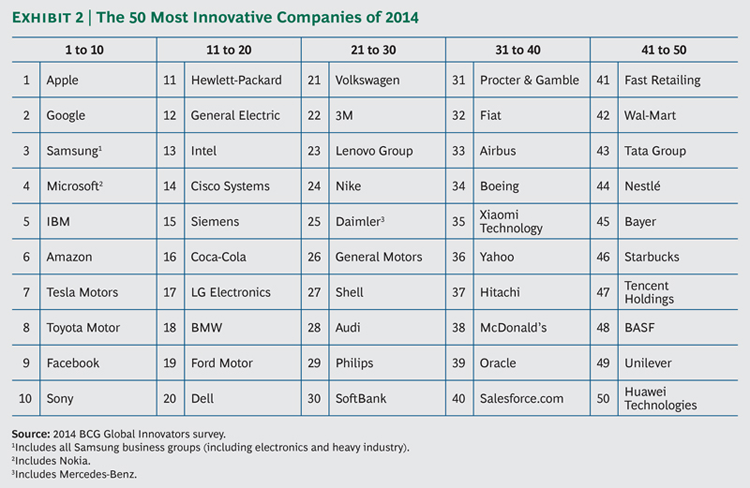 EXHIBIT 2 | The 50 Most Innovative Companies of 2014
1 to 10 11 to 20 21 to 30 31 to 40 41 to 50
1 Apple 11 Hewlett-Packard 21 Volkswagen 31 Procter & Gamble 41 Fast Retailing
2 Google 12 General Electric 22 3M 32 Fiat 42 Wal-Mart
3 Samsung¹ 13 Intel 23 Lenovo Group 33 Airbus 43 Tata Group
4 Microsoft² 14 Cisco Systems 24 Nike 34 Boeing 44 Nestlé
5 IBM 15 Siemens 25 Daimler³ 35 Xiaomi Technology 45 Bayer
6 Amazon 16 Coca-Cola 26 General Motors 36 Yahoo 46 Starbucks
7 Tesla Motors 17 LG Electronics 27 Shell 37 Hitachi 47 Tencent Holdings
8 Toyota Motor 18 BMW 28 Audi 38 McDonald's 48 BASF
9 Facebook 19 Ford Motor 29 Philips 39 Oracle 49 Unilever
10 Sony 20 Dell 30 SoftBank 40 Salesforce.com 50 Huawei Technologies
Source: 2014 BCG Global Innovators survey.
¹Includes all Samsung business groups (including electronics and heavy industry).
²Includes Nokia.
³Includes Mercedes-Benz.